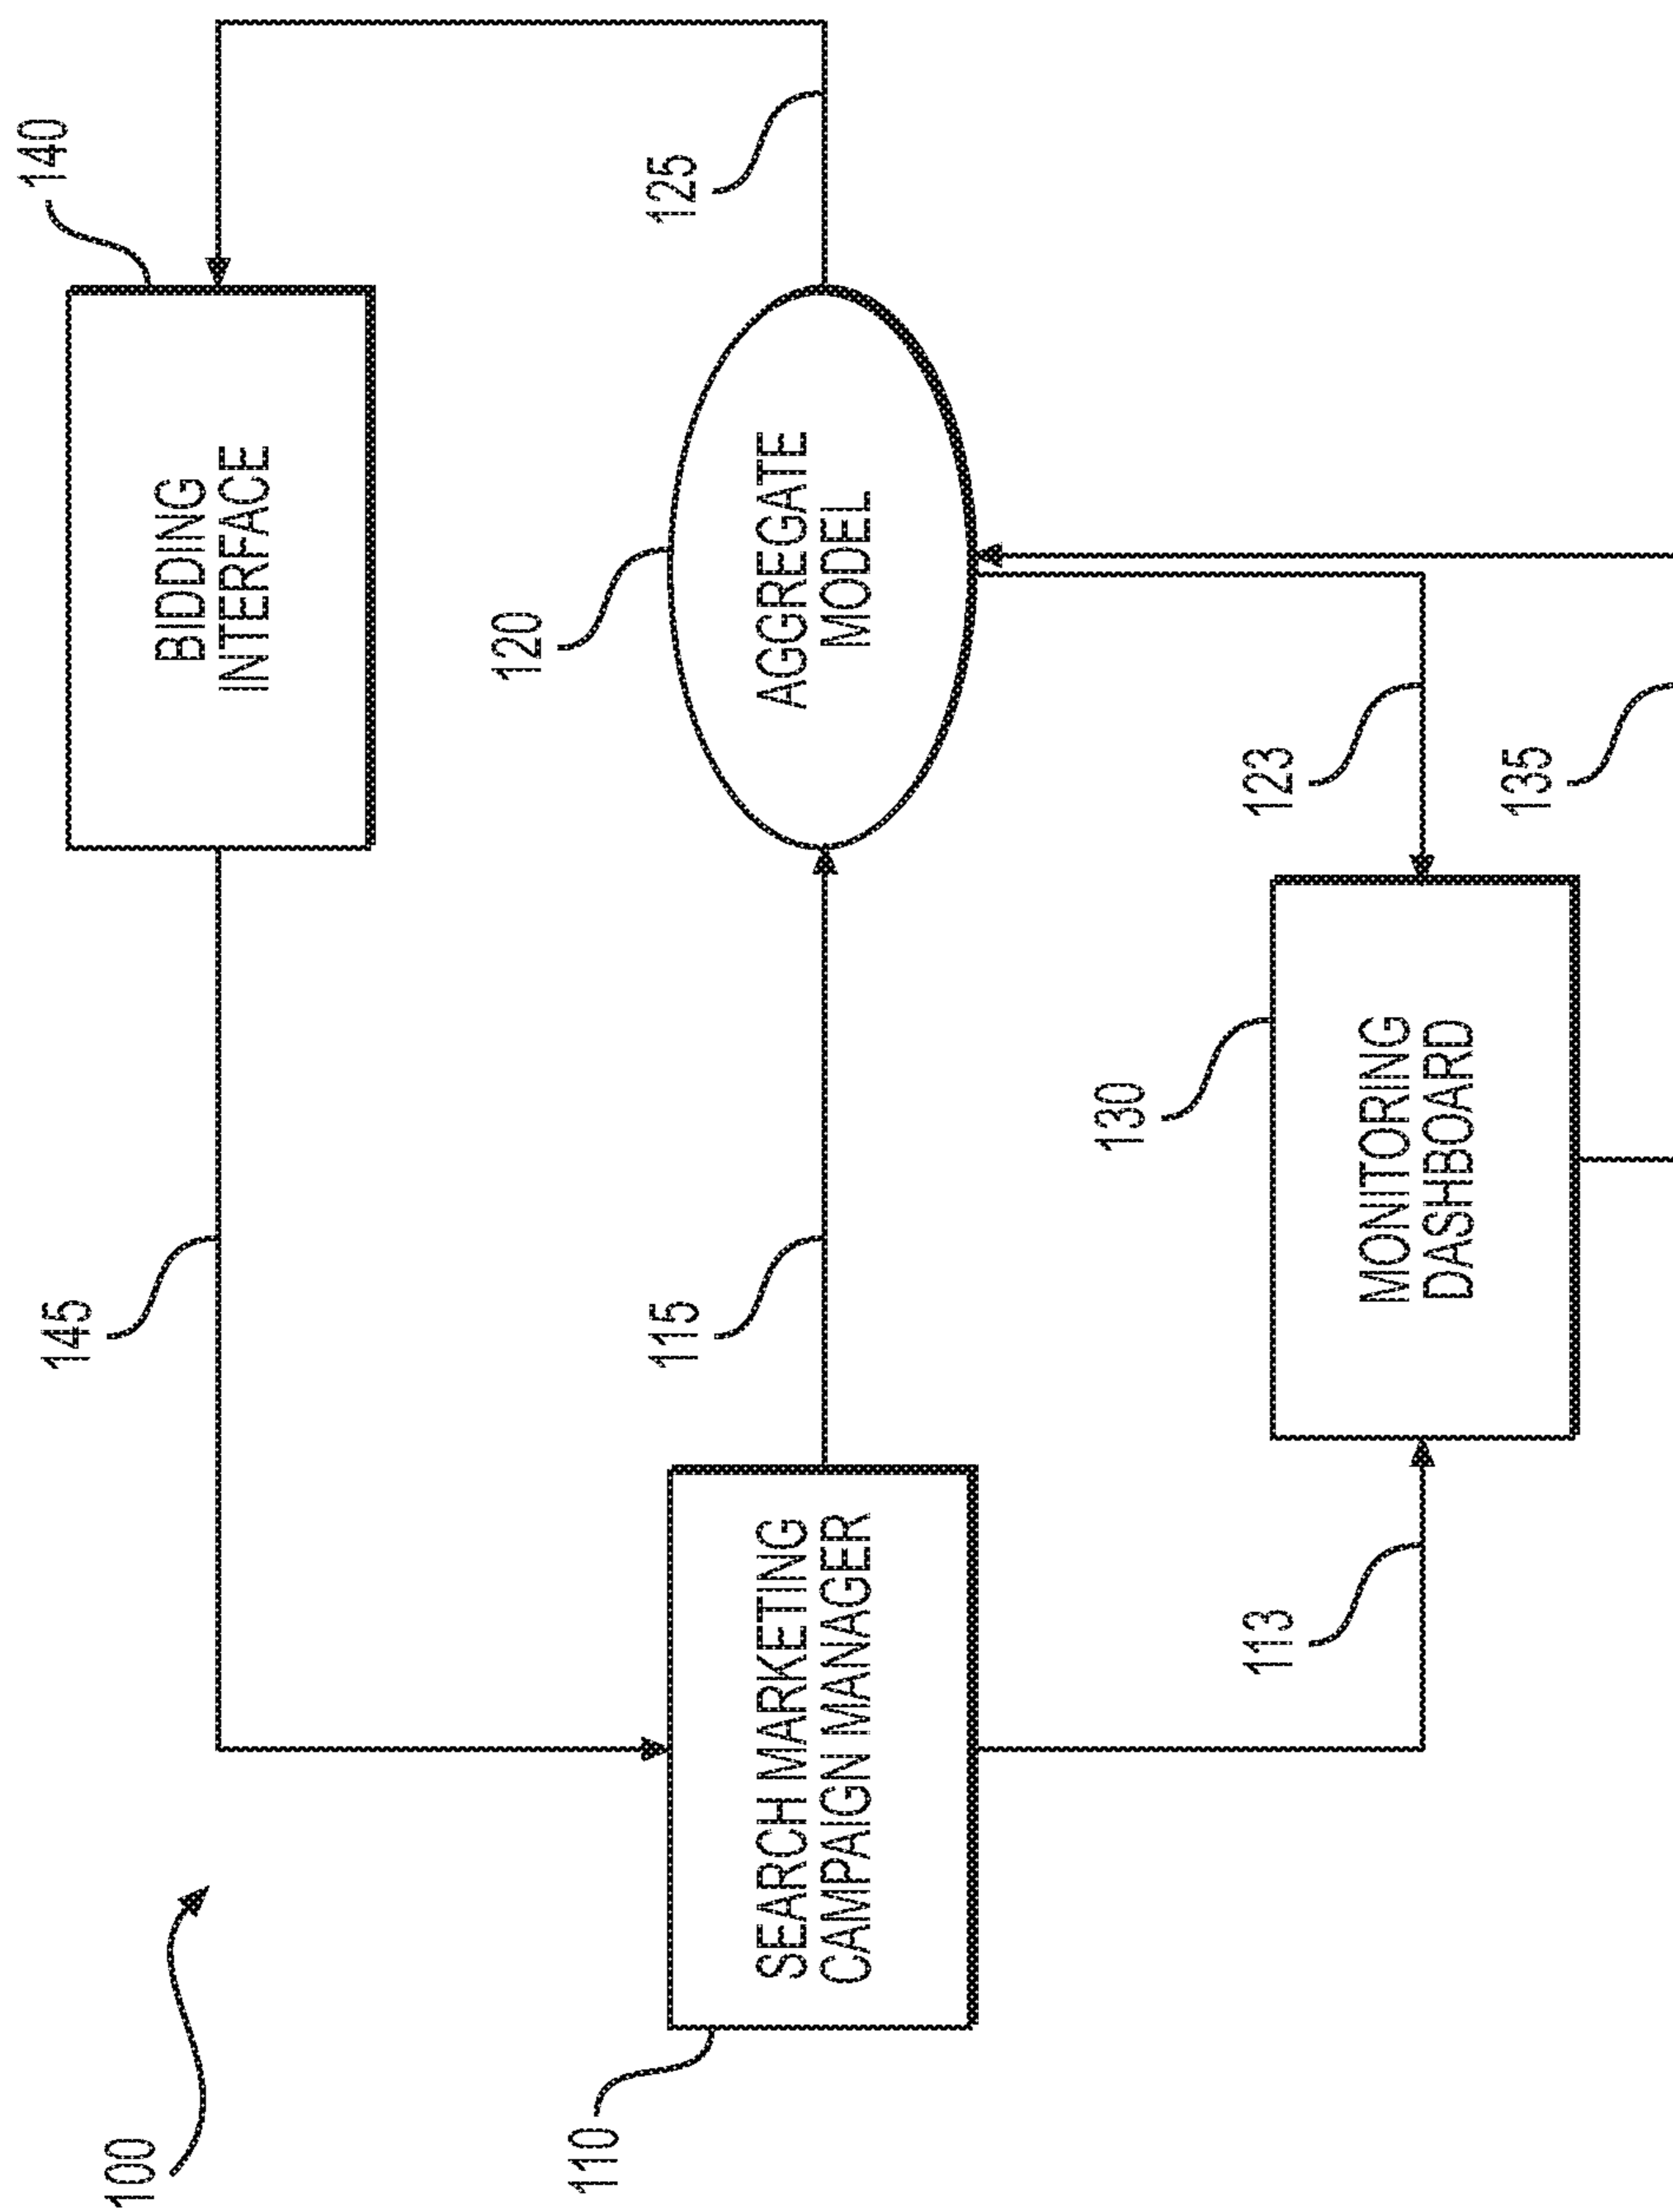 100
145
140
BIDDING
INTERFACE
110
115
120
125
SEARCH MARKETING
CAMPAIGN MANAGER
AGGREGATE
MODEL
113
130
123
MONITORING
DASHBOARD
135